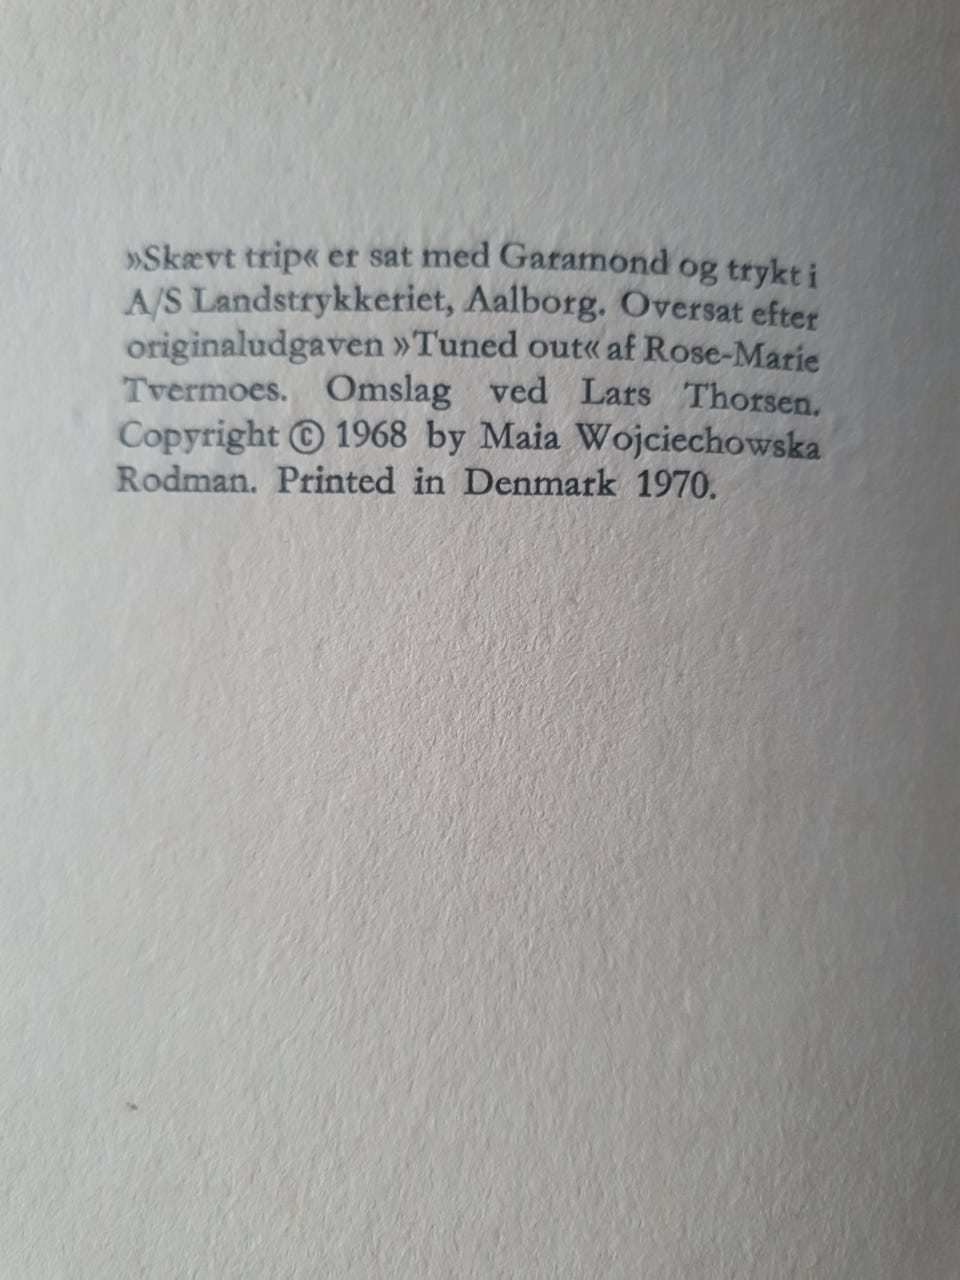 »Skævt trip« er sat med Garamond og trykt i
A/S Landstrykkeriet, Aalborg. Oversat efter
originaludgaven »Tuned out« af Rose-Marie
Tvermoes. Omslag ved Lars Thorsen.
Copyright © 1968 by Maia Wojciechowska
Rodman. Printed in Denmark 1970.